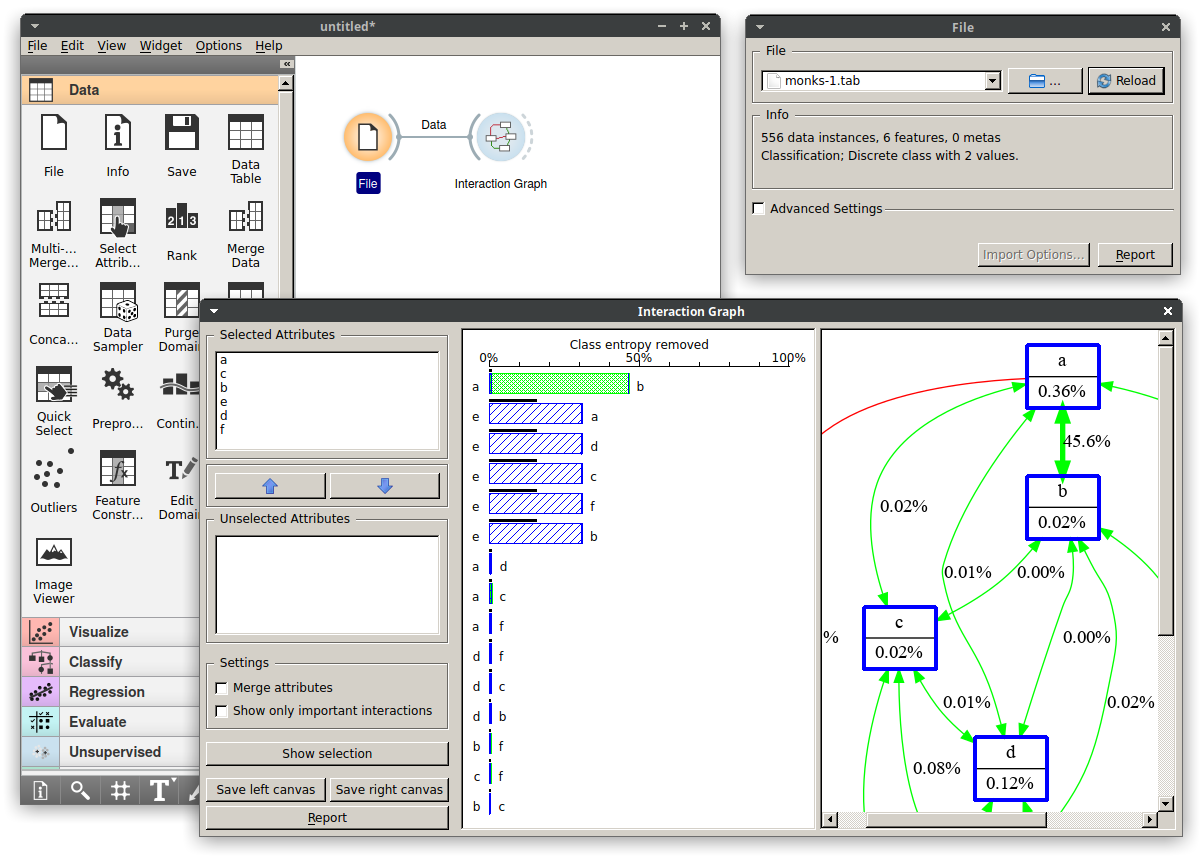 untitled*
File Edit View Widget Options Help
Data
File Info Save Data Table
Multi-... Merge... Select Attrib... Rank Merge Data
Conca... Data Sampler Purge Domai
Quick Select Prepro... Contin.
Outliers Feature Constr... Edit Domai
Image Viewer
Visualize
Classify
Regression
Evaluate
Unsupervised
Data
File
Interaction Graph
File
File
monks-1.tab
...
Reload
Info
556 data instances, 6 features, 0 metas
Classification; Discrete class with 2 values.
Advanced Settings
Import Options...
Report
Interaction Graph
Selected Attributes
a
c
b
e
d
f
Unselected Attributes
Settings
Merge attributes
Show only important interactions
Show selection
Save left canvas
Save right canvas
Report
Class entropy removed
0% 50% 100%
a b
e a
e d
e c
e f
e b
a d
a c
a f
d f
d c
d b
b f
c f
b c
a
0.36%
45.6%
b
0.02%
0.02%
0.01%
0.00%
c
0.02%
%
0.00%
0.01%
0.02%
d
0.12%
0.08%